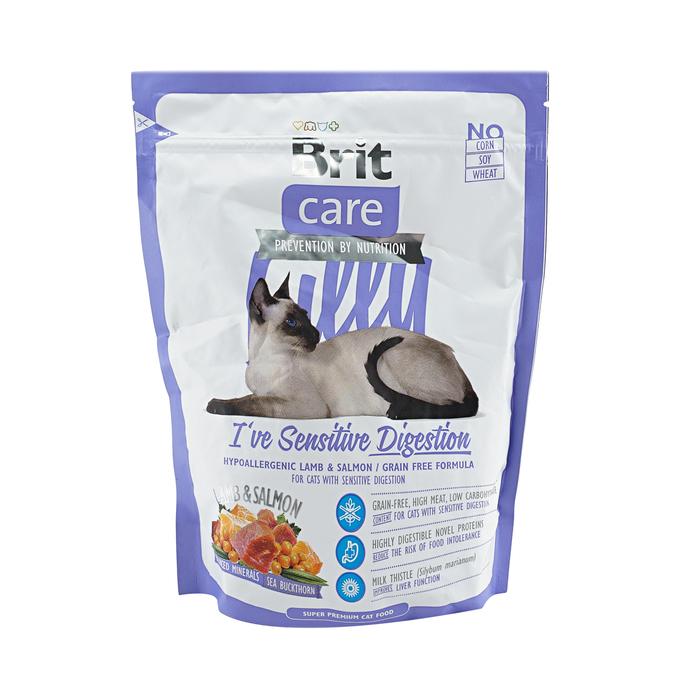 NO
CORN
SOY
WHEAT
Brit
care
PREVENTION BY NUTRITION
Lilly
I've Sensitive Digestion
HYPOALLERGENIC LAMB & SALMON / GRAIN FREE FORMULA
FOR CATS WITH SENSITIVE DIGESTION
LAMB & SALMON
MINERALS SEA BUCKTHORN
GRAIN-FREE, HIGH MEAT, LOW CARBOHYDRATE
CONTENT FOR CATS WITH SENSITIVE DIGESTION
HIGHLY DIGESTIBLE NOVEL PROTEINS
REDUCE THE RISK OF FOOD INTOLERANCE
MILK THISTLE (Silybum marianum)
IMPROVES LIVER FUNCTION
SUPER PREMIUM CAT FOOD